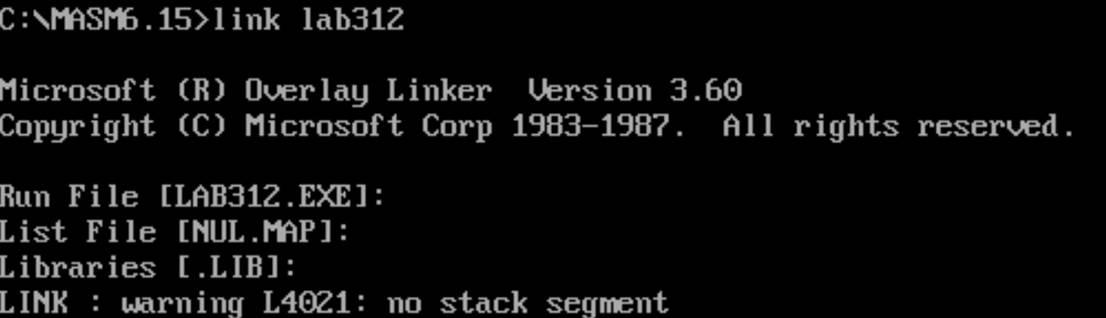 C:\MASM6.15>link lab312
Microsoft (R) Overlay Linker  Version 3.60
Copyright (C) Microsoft Corp 1983-1987.  All rights reserved.
Run File [LAB312.EXE]:
List File [NUL.MAP]:
Libraries [.LIB]:
LINK : warning L4021: no stack segment